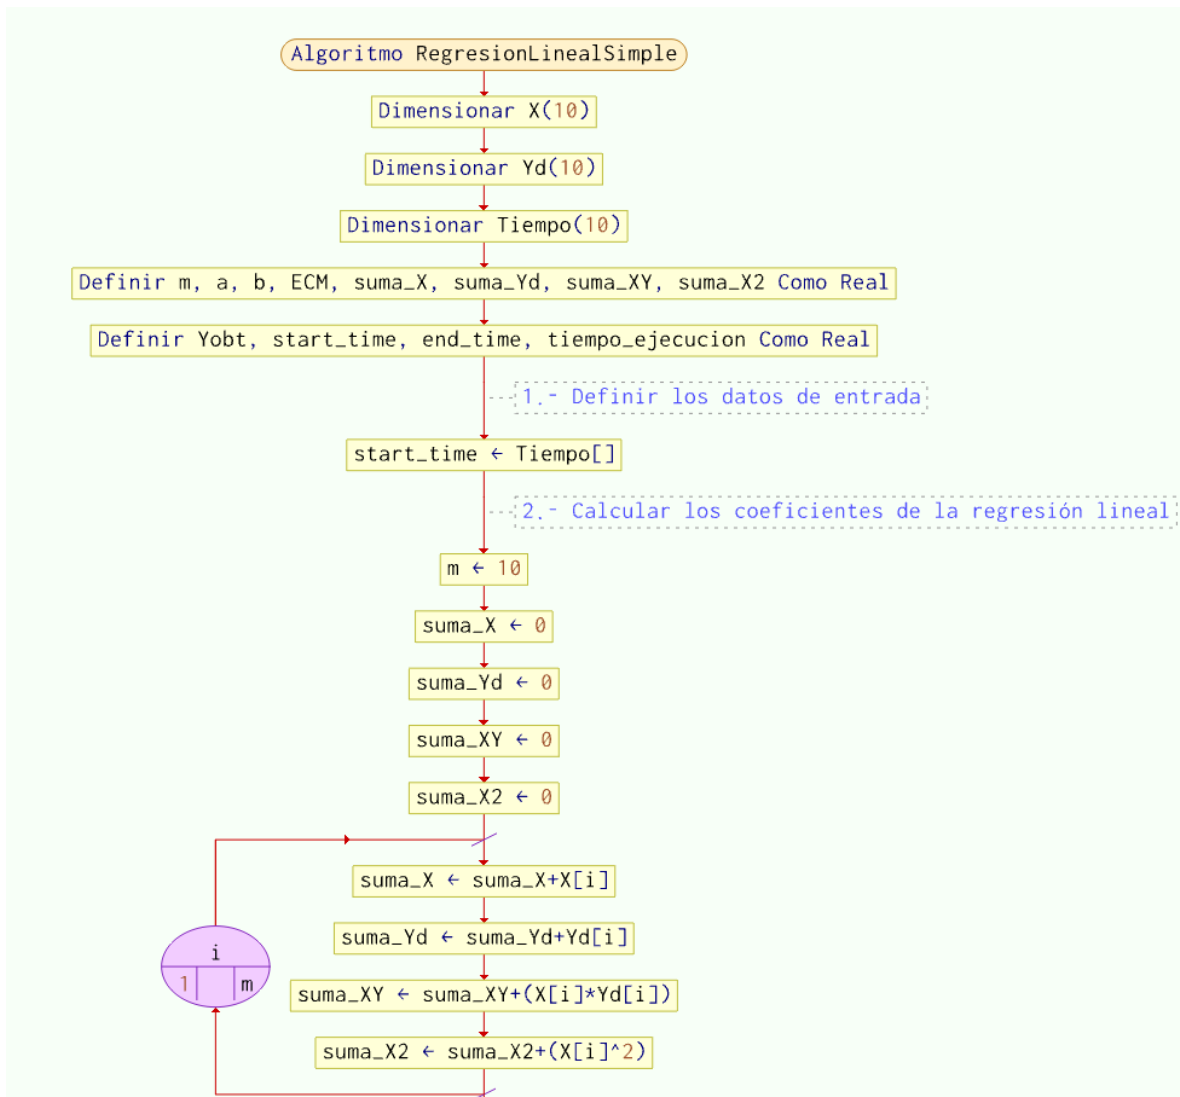 Algoritmo RegresionLinealSimple
Dimensionar X(10)
Dimensionar Yd(10)
Dimensionar Tiempo(10)
Definir m, a, b, ECM, suma_X, suma_Yd, suma_XY, suma_X2 Como Real
Definir Yobt, start_time, end_time, tiempo_ejecucion Como Real
1.- Definir los datos de entrada
start_time ← Tiempo[]
2.- Calcular los coeficientes de la regresión lineal
m ← 10
suma_X ← 0
suma_Yd ← 0
suma_XY ← 0
suma_X2 ← 0
suma_X ← suma_X+X[i]
suma_Yd ← suma_Yd+Yd[i]
i
1 m
suma_XY ← suma_XY+(X[i]*Yd[i])
suma_X2 ← suma_X2+(X[i]^2)